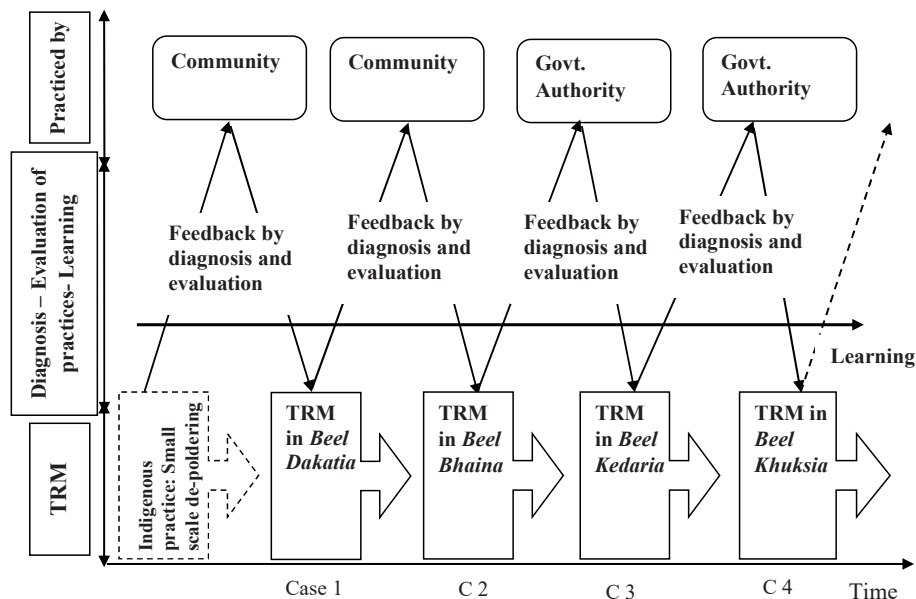 Practiced by
Community
Community
Govt.
Authority
Govt.
Authority
Diagnosis – Evaluation of
practices- Learning
Feedback by
diagnosis and
evaluation
Feedback by
diagnosis and
evaluation
Feedback by
diagnosis and
evaluation
Feedback by
diagnosis and
evaluation
Learning
TRM
Indigenous
practice: Small
scale de-poldering
TRM
in Beel
Dakatia
TRM
in Beel
Bhaina
TRM
in Beel
Kedaria
TRM in
Beel
Khuksia
Case 1
C 2
C 3
C 4
Time